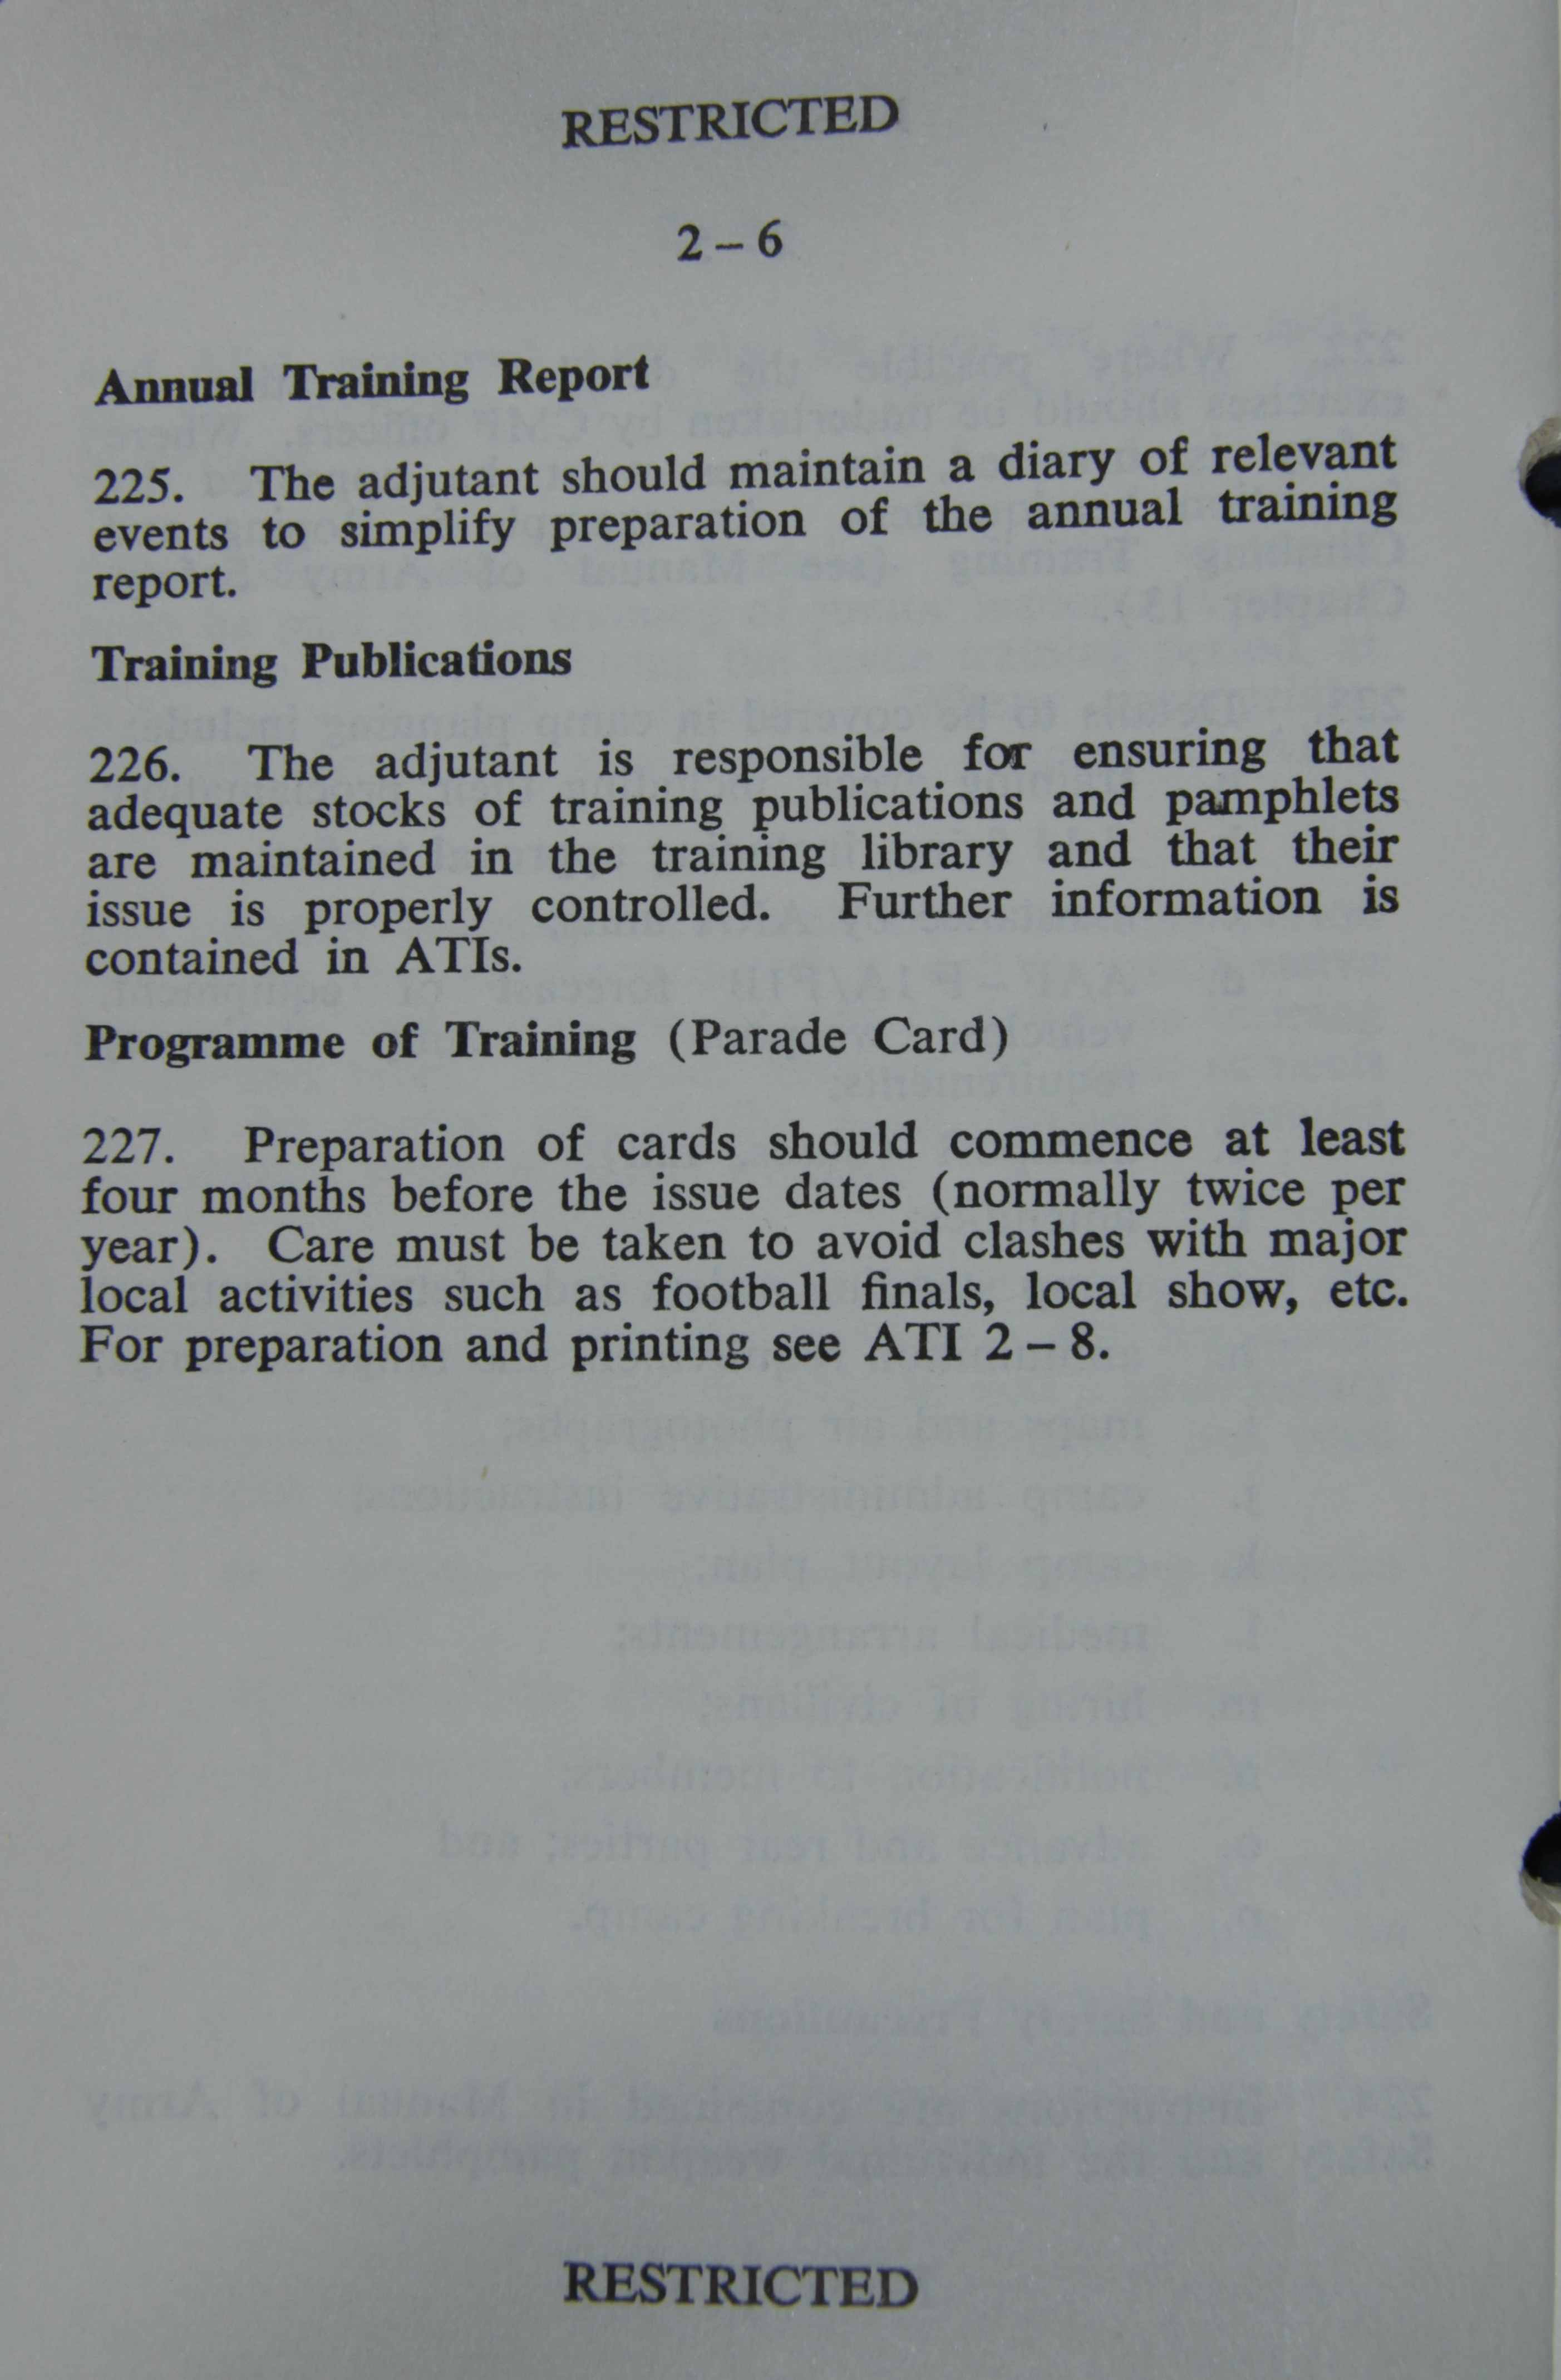 RESTRICTED
2 – 6
Annual Training Report
225. The adjutant should maintain a diary of relevant
events to simplify preparation of the annual training
report.
Training Publications
226. The adjutant is responsible for ensuring that
adequate stocks of training publications and pamphlets
are maintained in the training library and that their
issue is properly controlled. Further information is
contained in ATIs.
Programme of Training (Parade Card)
227. Preparation of cards should commence at least
four months before the issue dates (normally twice per
year). Care must be taken to avoid clashes with major
local activities such as football finals, local show, etc.
For preparation and printing see ATI 2 – 8.
RESTRICTED